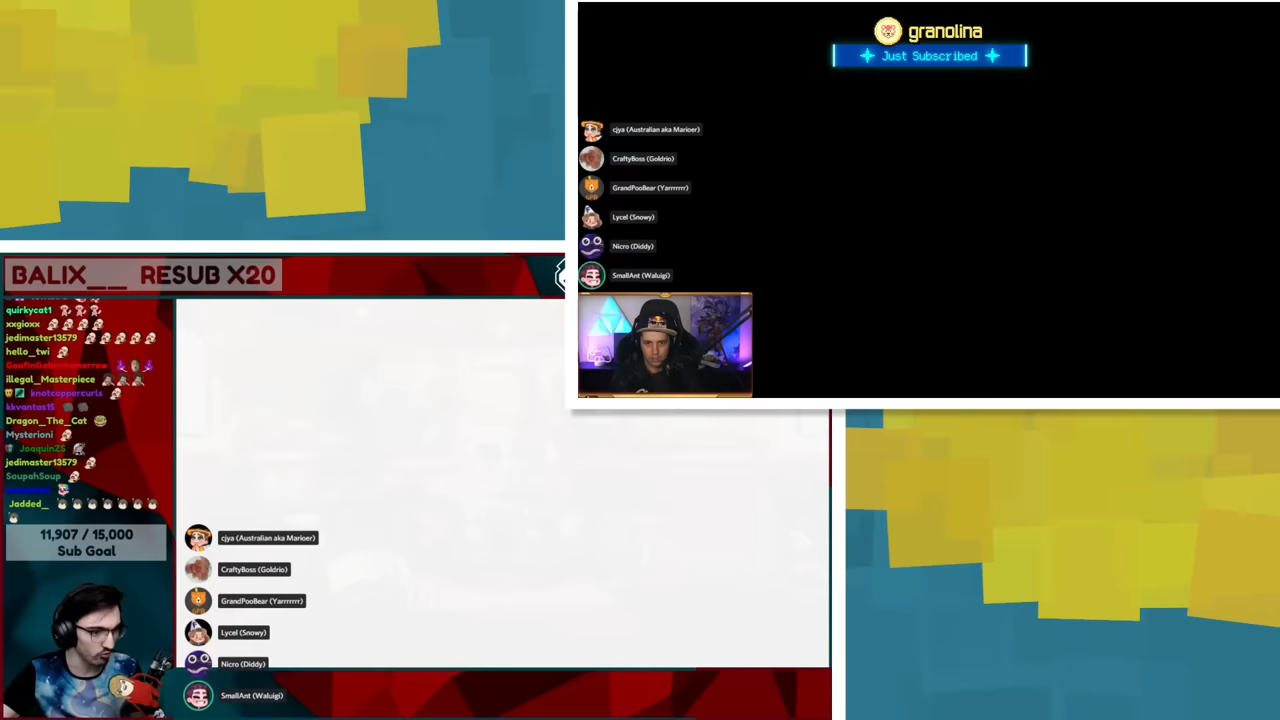 granolina
Just Subscribed
cjya (Australian aka Marioer)
CraftyBoss (Goldrio)
GrandPooBear (Yarrrrrrr)
Lycel (Snowy)
Nicro (Diddy)
SmallAnt (Waluigi)
BALIX__ RESUB X20
quirkycat1
xxgioxx
jedimaster13579
hello_twi
illegal_Masterpiece
knotcoppercurls
kkvantas15
Dragon_The_Cat
Mysterioni
JoaquinZS
jedimaster13579
SoupahSoup
Jadded_
11,907 / 15,000
Sub Goal
cjya (Australian aka Marioer)
CraftyBoss (Goldrio)
GrandPooBear (Yarrrrrrr)
Lycel (Snowy)
Nicro (Diddy)
SmallAnt (Waluigi)